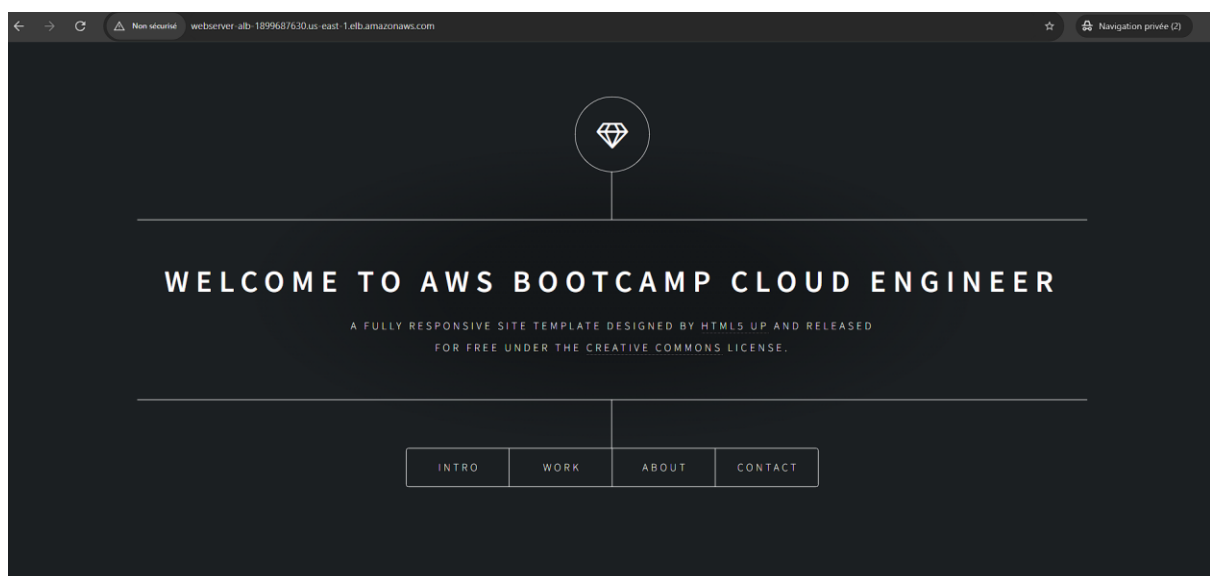 Non sécurisé webserver-alb-1899687630.us-east-1.elb.amazonaws.com Navigation privée (2)
WELCOME TO AWS BOOTCAMP CLOUD ENGINEER
A FULLY RESPONSIVE SITE TEMPLATE DESIGNED BY HTML5 UP AND RELEASED
FOR FREE UNDER THE CREATIVE COMMONS LICENSE.
INTRO WORK ABOUT CONTACT